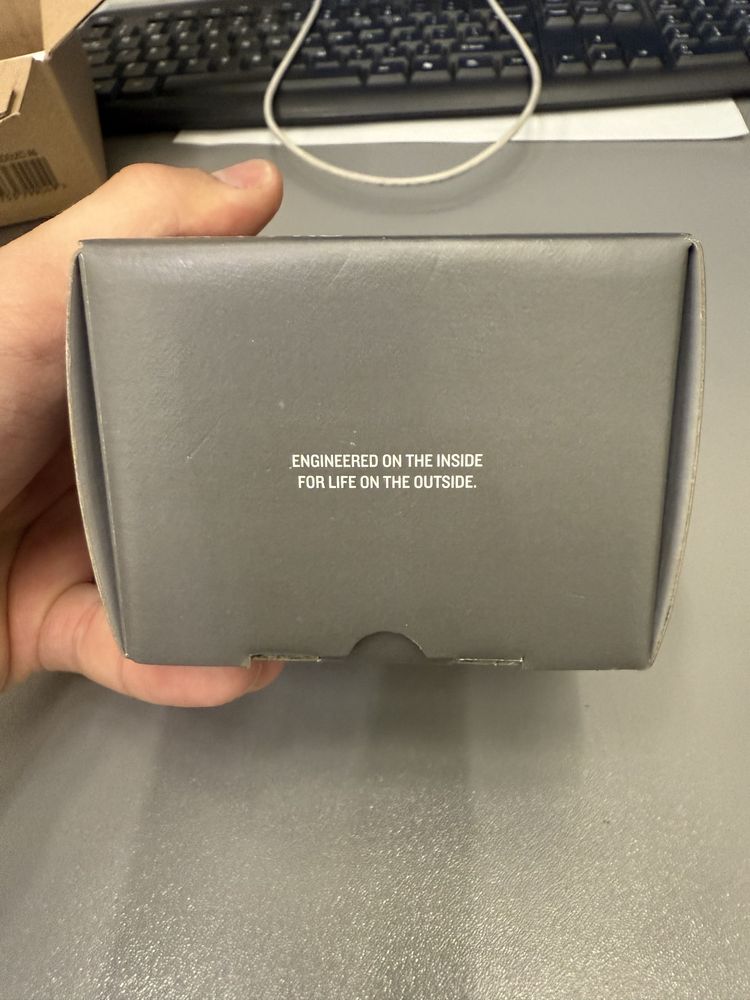 ENGINEERED ON THE INSIDE
FOR LIFE ON THE OUTSIDE.